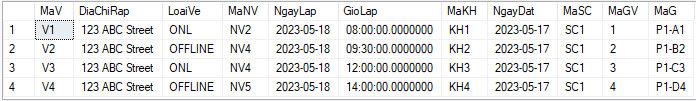 MaV DiaChiRap LoaiVe MaNV NgayLap GioLap MaKH NgayDat MaSC MaGV MaG
1 V1 123 ABC Street ONL NV2 2023-05-18 08:00:00.0000000 KH1 2023-05-17 SC1 1 P1-A1
2 V2 123 ABC Street OFFLINE NV4 2023-05-18 09:30:00.0000000 KH2 2023-05-17 SC1 2 P1-B2
3 V3 123 ABC Street ONL NV4 2023-05-18 12:00:00.0000000 KH3 2023-05-17 SC1 3 P1-C3
4 V4 123 ABC Street OFFLINE NV5 2023-05-18 14:00:00.0000000 KH4 2023-05-17 SC1 4 P1-D4